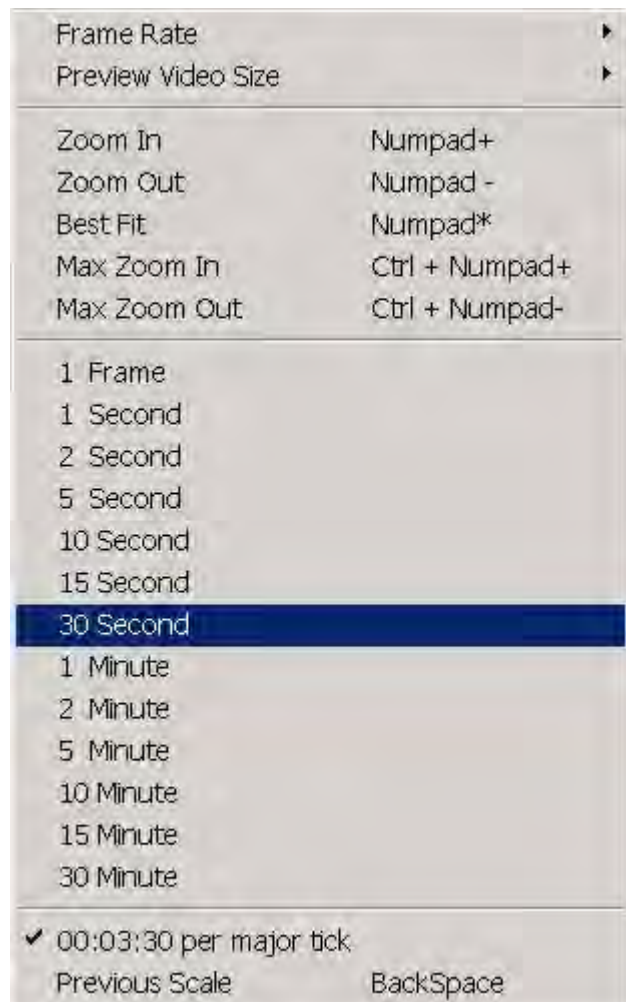 Frame Rate
Preview Video Size
Zoom In Numpad+
Zoom Out Numpad -
Best Fit Numpad*
Max Zoom In Ctrl + Numpad+
Max Zoom Out Ctrl + Numpad-
1 Frame
1 Second
2 Second
5 Second
10 Second
15 Second
30 Second
1 Minute
2 Minute
5 Minute
10 Minute
15 Minute
30 Minute
00:03:30 per major tick
Previous Scale BackSpace